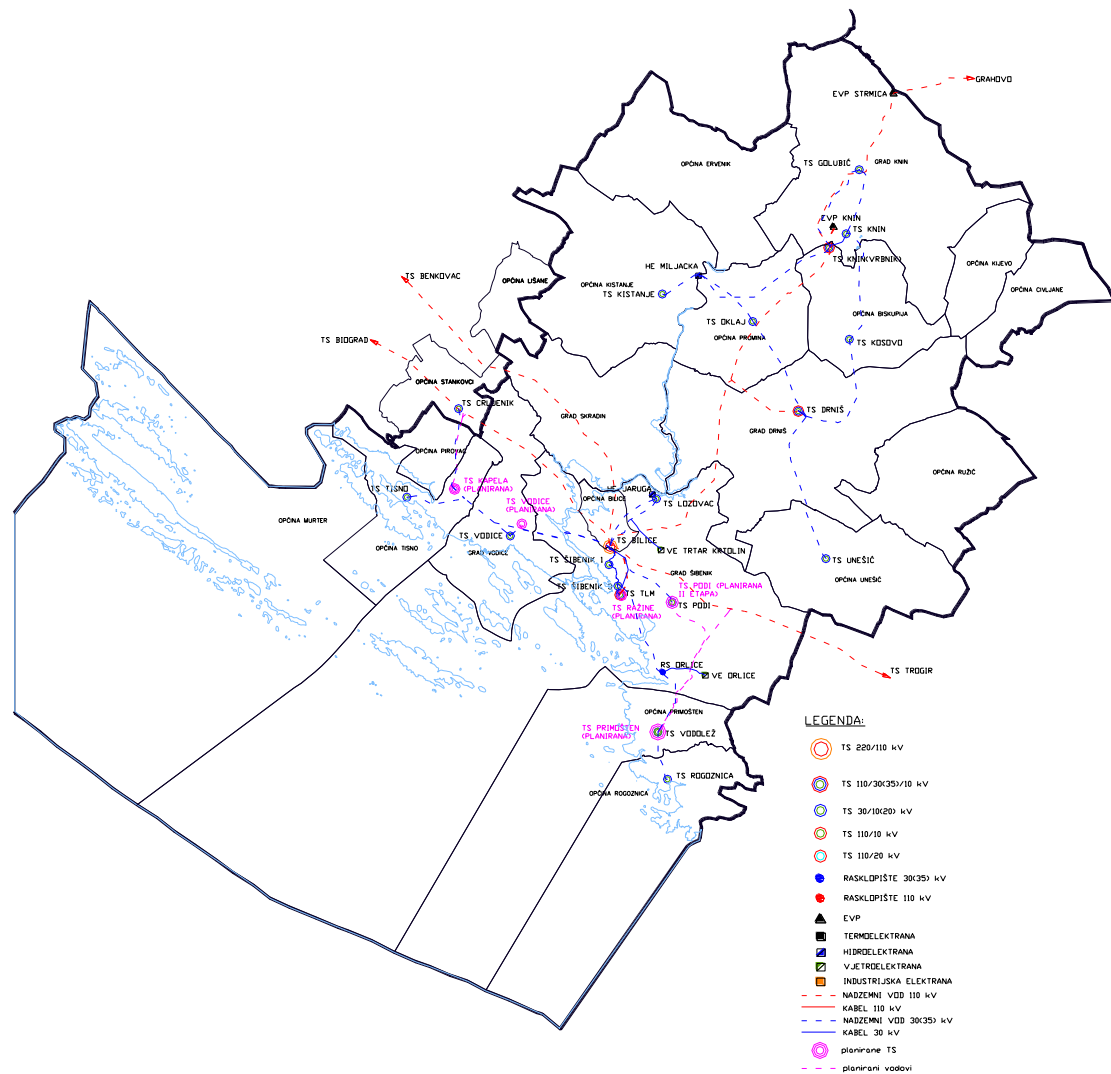 GRAHOVO
EVP STRMICA
TS GOLUBIĆ
GRAD KNIN
OPĆINA ERVENIK
EVP KNIN
TS KNIN
TS KNIN(VRBNIK)
OPĆINA KIJEVO
OPĆINA CIVLJANE
HE MILJACKA
OPĆINA LIŠANE
TS BENKOVAC
OPĆINA KISTANJE
TS KISTANJE
OPĆINA BISKUPIJA
TS OKLAJ
OPĆINA PROMINA
TS KOSOVO
TS BIOGRAD
OPĆINA STANKOVCI
TS CRLJENIK
GRAD SKRADIN
TS DRNIŠ
GRAD DRNIŠ
OPĆINA PIROVAC
OPĆINA RUŽIĆ
TS KAPELA
(PLANIRANA)
TS TISNO
HE JARUGA
OPĆINA BILICE
TS LOZOVAC
TS VODICE
(PLANIRANA)
OPĆINA MURTER
TS VODICE
GRAD VODICE
OPĆINA TISNO
TS BILICE
VE TRTAR KRTOLIN
TS UNEŠIĆ
OPĆINA UNEŠIĆ
TS ŠIBENIK 1
GRAD ŠIBENIK
TS PODI (PLANIRANA
II ETAPA)
TS TLM
TS RAŽINE
(PLANIRANA)
TS PODI
RS ORLICE
VE ORLICE
TS TROGIR
OPĆINA PRIMOŠTEN
TS PRIMOŠTEN
(PLANIRANA)
TS VODOLEŽ
TS ROGOZNICA
OPĆINA ROGOZNICA
LEGENDA:
TS 220/110 kV
TS 110/30(35)/10 kV
TS 30/10(20) kV
TS 110/10 kV
TS 110/20 kV
RASKLOPIŠTE 30(35) kV
RASKLOPIŠTE 110 kV
EVP
TERMOELEKTRANA
HIDROELEKTRANA
VJETROELEKTRANA
INDUSTRIJSKA ELEKTRANA
NADZEMNI VOD 110 kV
KABEL 110 kV
NADZEMNI VOD 30(35) kV
KABEL 30 kV
planirane TS
planirani vodovi